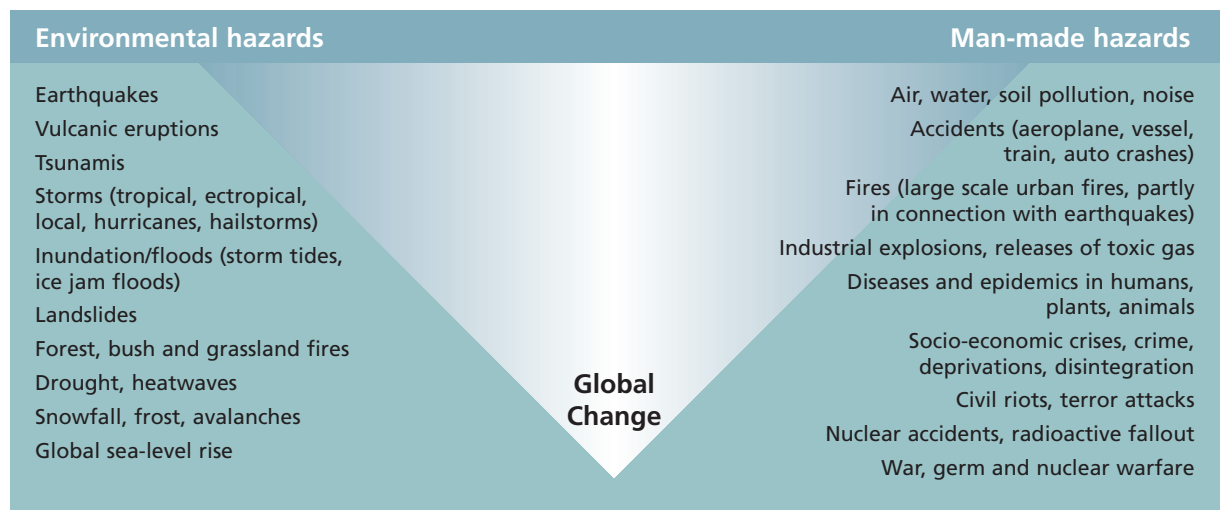 Environmental hazards
Earthquakes
Vulcanic eruptions
Tsunamis
Storms (tropical, ectropical,
local, hurricanes, hailstorms)
Inundation/floods (storm tides,
ice jam floods)
Landslides
Forest, bush and grassland fires
Drought, heatwaves
Snowfall, frost, avalanches
Global sea-level rise
Global
Change
Man-made hazards
Air, water, soil pollution, noise
Accidents (aeroplane, vessel,
train, auto crashes)
Fires (large scale urban fires, partly
in connection with earthquakes)
Industrial explosions, releases of toxic gas
Diseases and epidemics in humans,
plants, animals
Socio-economic crises, crime,
deprivations, disintegration
Civil riots, terror attacks
Nuclear accidents, radioactive fallout
War, germ and nuclear warfare